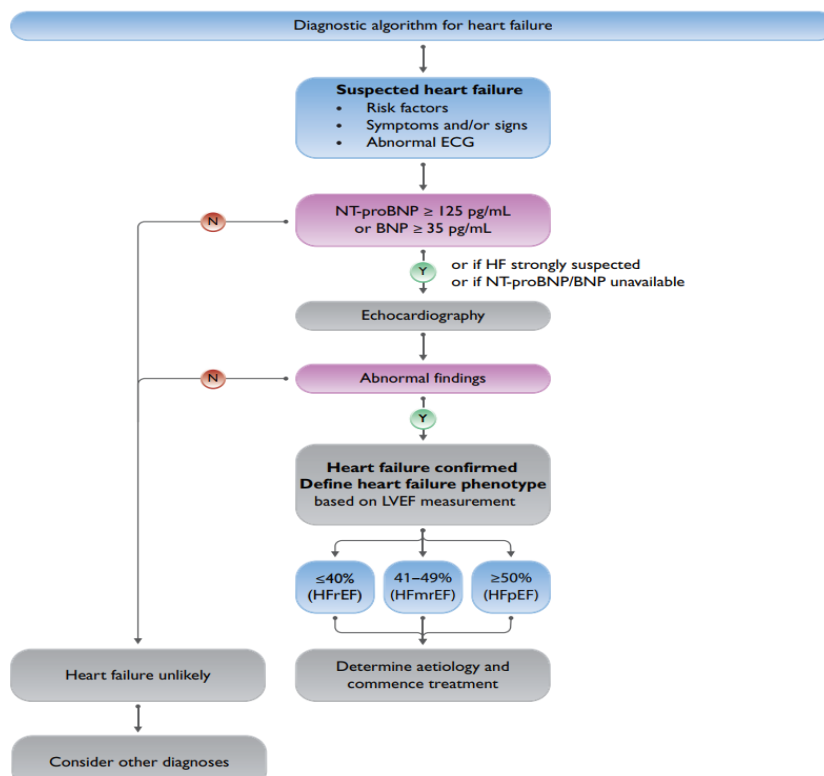 Diagnostic algorithm for heart failure
Suspected heart failure
• Risk factors
• Symptoms and/or signs
• Abnormal ECG
NT-proBNP ≥ 125 pg/mL
or BNP ≥ 35 pg/mL
N
Y
or if HF strongly suspected
or if NT-proBNP/BNP unavailable
Echocardiography
N
Abnormal findings
Y
Heart failure confirmed
Define heart failure phenotype
based on LVEF measurement
≤40%
(HFrEF)
41–49%
(HFmrEF)
≥50%
(HFpEF)
Heart failure unlikely
Determine aetiology and
commence treatment
Consider other diagnoses